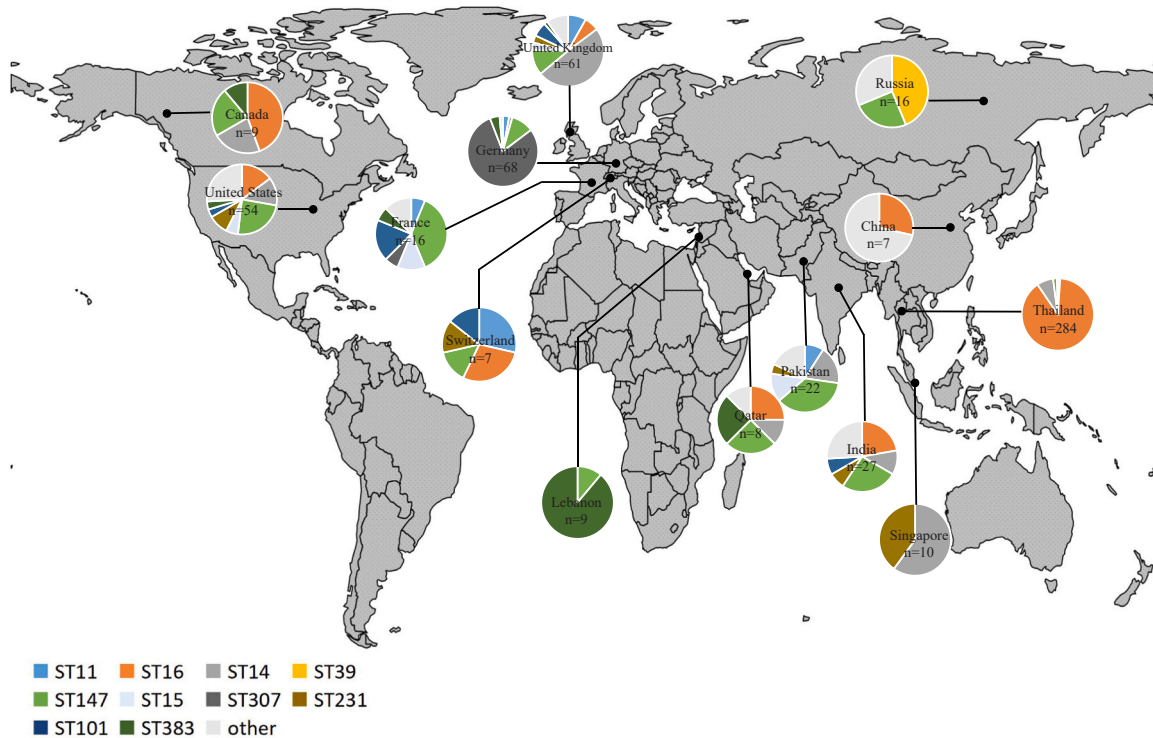 United Kingdom
n=61
Russia
n=16
Canada
n=9
Germany
n=68
United States
n=54
France
n=16
China
n=7
Thailand
n=284
Switzerland
n=7
Pakistan
n=22
Qatar
n=8
India
n=27
Lebanon
n=9
Singapore
n=10
ST11 ST16 ST14 ST39
ST147 ST15 ST307 ST231
ST101 ST383 other